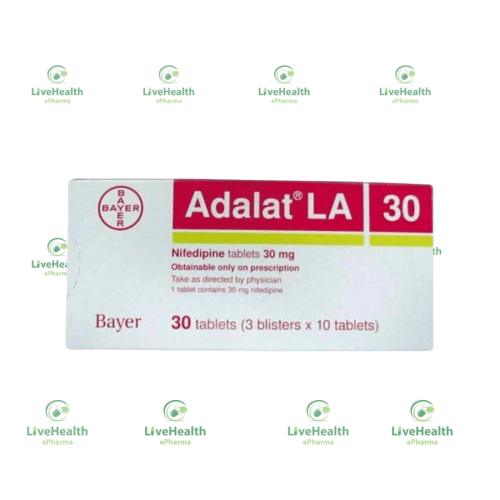 LiveHealth
ePharma
LiveHealth
ePharma
LiveHealth
ePharma
LiveHealth
ePharma
BAYER
BAYER
Adalat® LA 30
Nifedipine tablets 30 mg
Obtainable only on prescription
Take as directed by physician
1 tablet contains 30 mg nifedipine
Bayer
30 tablets (3 blisters x 10 tablets)
LiveHealth
ePharma
LiveHealth
ePharma
LiveHealth
ePharma
LiveHealth
ePharma
LiveHealth
ePharma